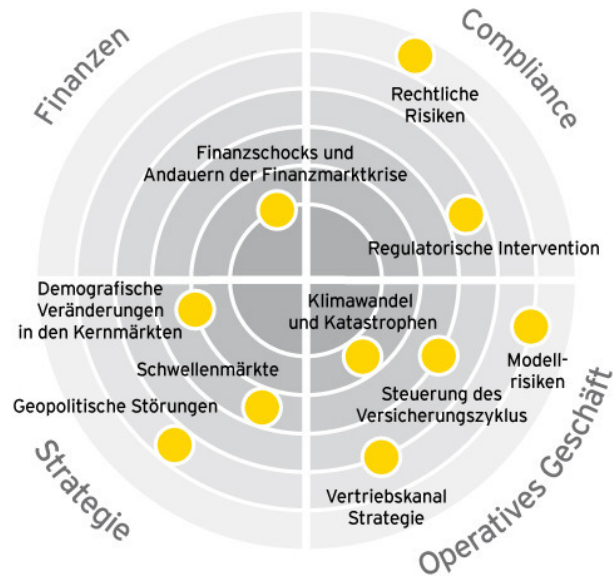 Finanzen
Compliance
Rechtliche
Risiken
Finanzschocks und
Andauern der Finanzmarktkrise
Regulatorische Intervention
Demografische
Veränderungen
in den Kernmärkten
Klimawandel
und Katastrophen
Schwellenmärkte
Modell-
risiken
Geopolitische Störungen
Steuerung des
Versicherungszyklus
Vertriebskanal
Strategie
Strategie
Operatives Geschäft